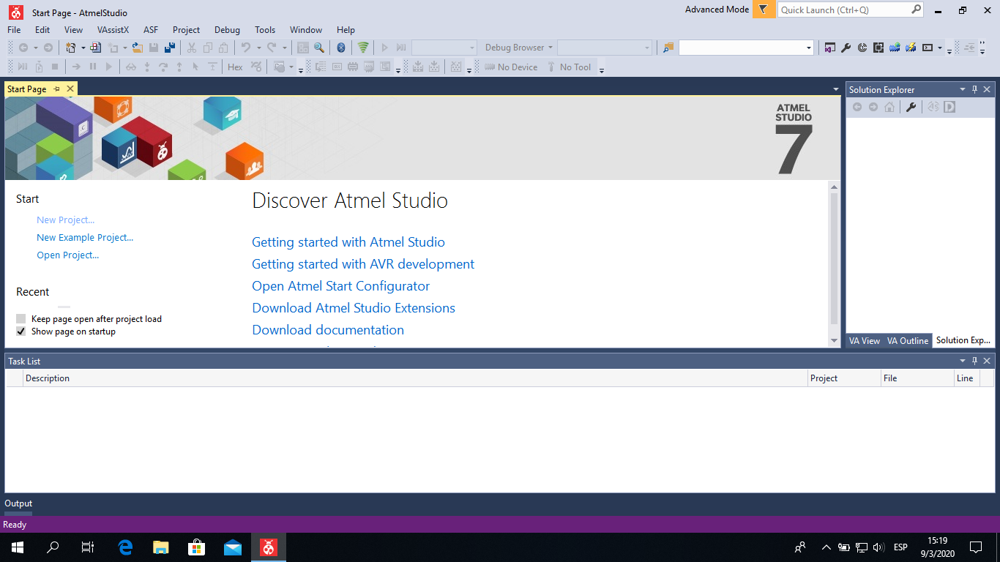 Start Page - AtmelStudio
Advanced Mode
Quick Launch (Ctrl+Q)
File Edit View VAssistX ASF Project Debug Tools Window Help
Debug Browser
Hex
No Device
No Tool
Start Page
Solution Explorer
ATMEL
STUDIO
7
Start
New Project...
New Example Project...
Open Project...
Recent
Keep page open after project load
Show page on startup
Discover Atmel Studio
Getting started with Atmel Studio
Getting started with AVR development
Open Atmel Start Configurator
Download Atmel Studio Extensions
Download documentation
VA View VA Outline Solution Exp...
Task List
Description Project File Line
Output
Ready
ESP
15:19
9/3/2020